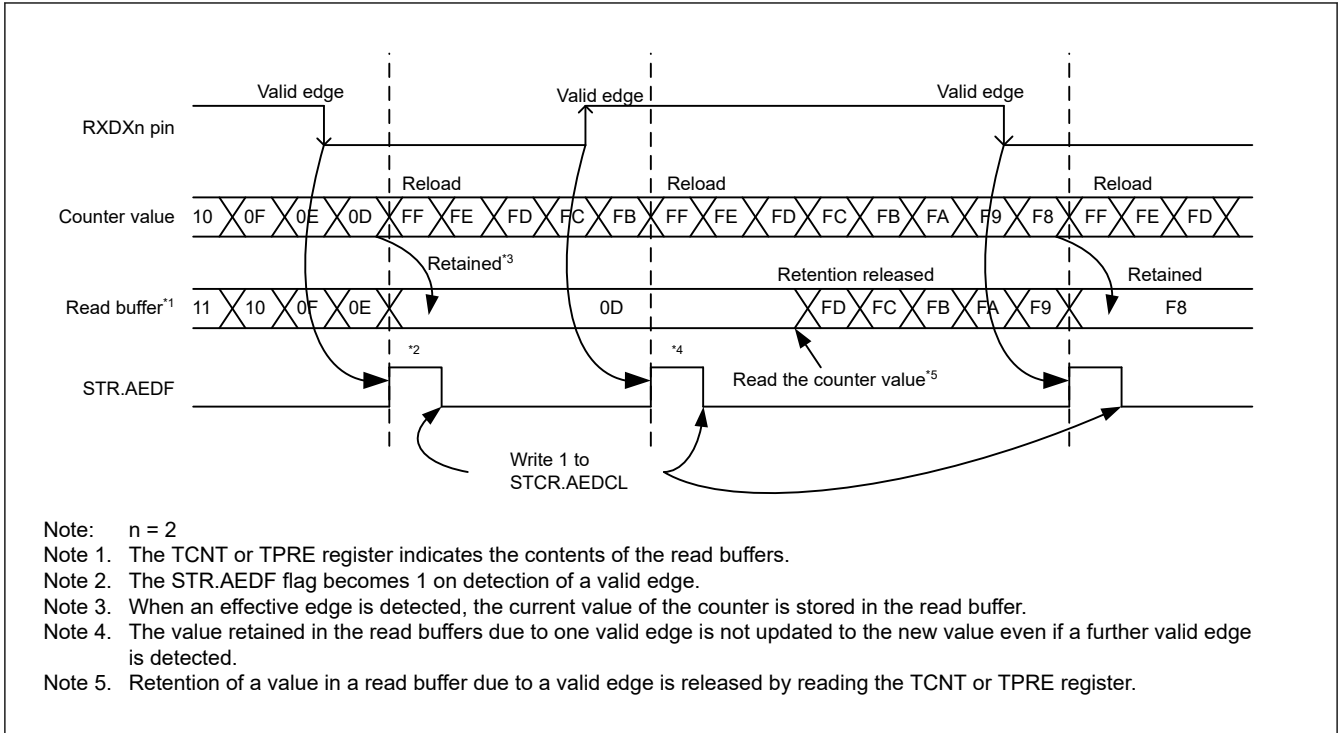 Valid edge Valid edge Valid edge
RXDXn pin
Reload Reload Reload
Counter value 10 0F 0E 0D FF FE FD FC FB FF FE FD FC FB FA F9 F8 FF FE FD
Retained*3 Retention released Retained
Read buffer*1 11 10 0F 0E 0D FD FC FB FA F9 F8
*2 *4
STR.AEDF Read the counter value*5
Write 1 to
STCR.AEDCL
Note: n = 2
Note 1. The TCNT or TPRE register indicates the contents of the read buffers.
Note 2. The STR.AEDF flag becomes 1 on detection of a valid edge.
Note 3. When an effective edge is detected, the current value of the counter is stored in the read buffer.
Note 4. The value retained in the read buffers due to one valid edge is not updated to the new value even if a further valid edge
is detected.
Note 5. Retention of a value in a read buffer due to a valid edge is released by reading the TCNT or TPRE register.